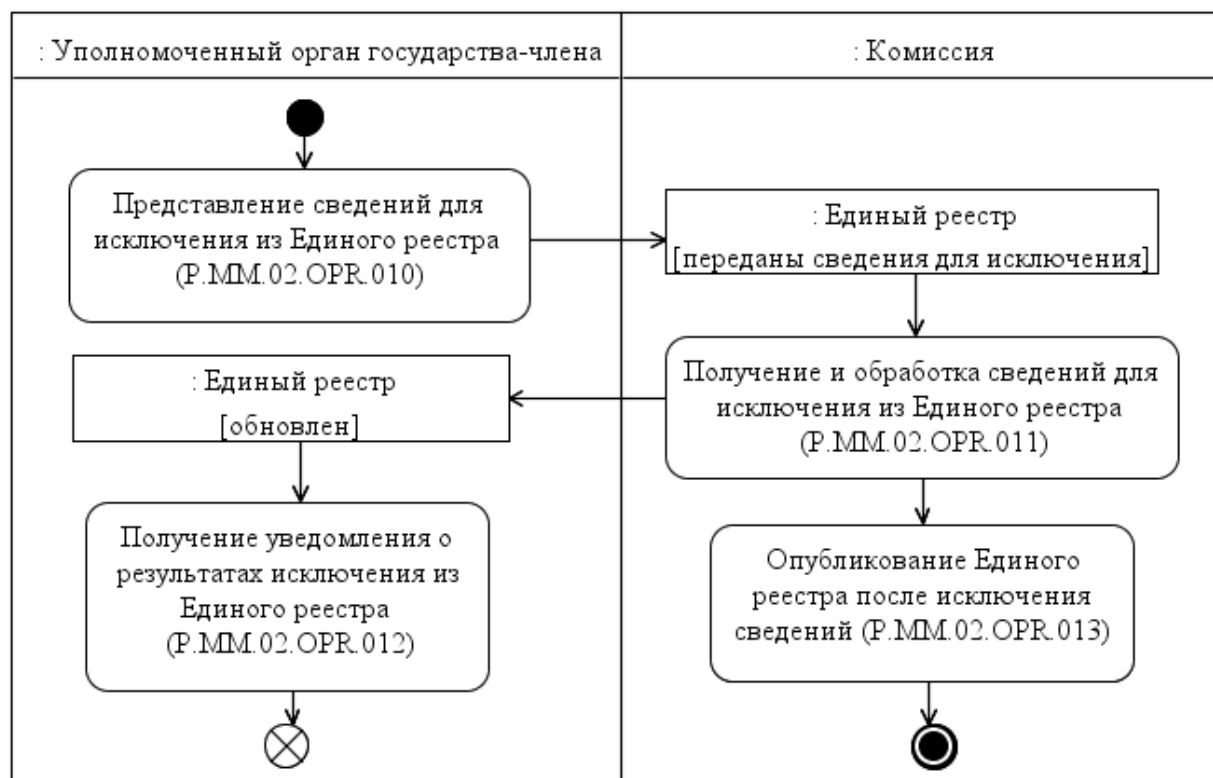 : Уполномоченный орган государства-члена
: Комиссия
Представление сведений для
исключения из Единого реестра
(P.MM.02.OPR.010)
: Единый реестр
[переданы сведения для исключения]
Получение и обработка сведений для
исключения из Единого реестра
(P.MM.02.OPR.011)
: Единый реестр
[обновлен]
Получение уведомления о
результатах исключения из
Единого реестра
(P.MM.02.OPR.012)
Опубликование Единого
реестра после исключения
сведений (P.MM.02.OPR.013)